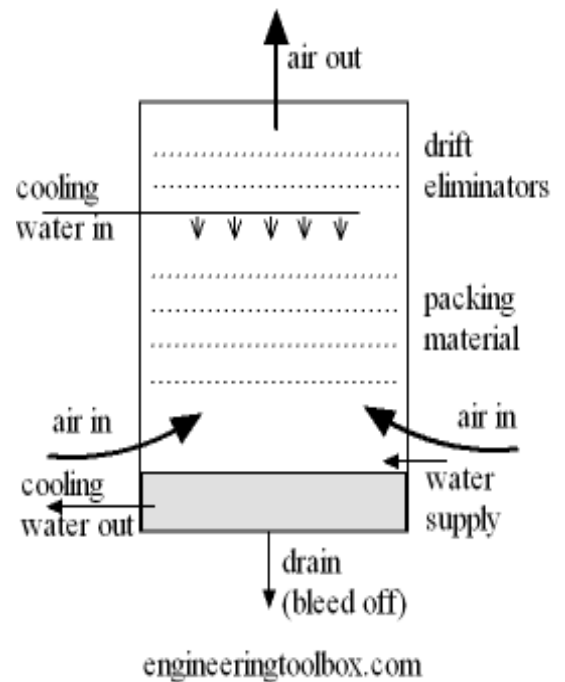 air out
drift
eliminators
cooling
water in
packing
material
air in
air in
cooling
water out
water
supply
drain
(bleed off)
engineeringtoolbox.com